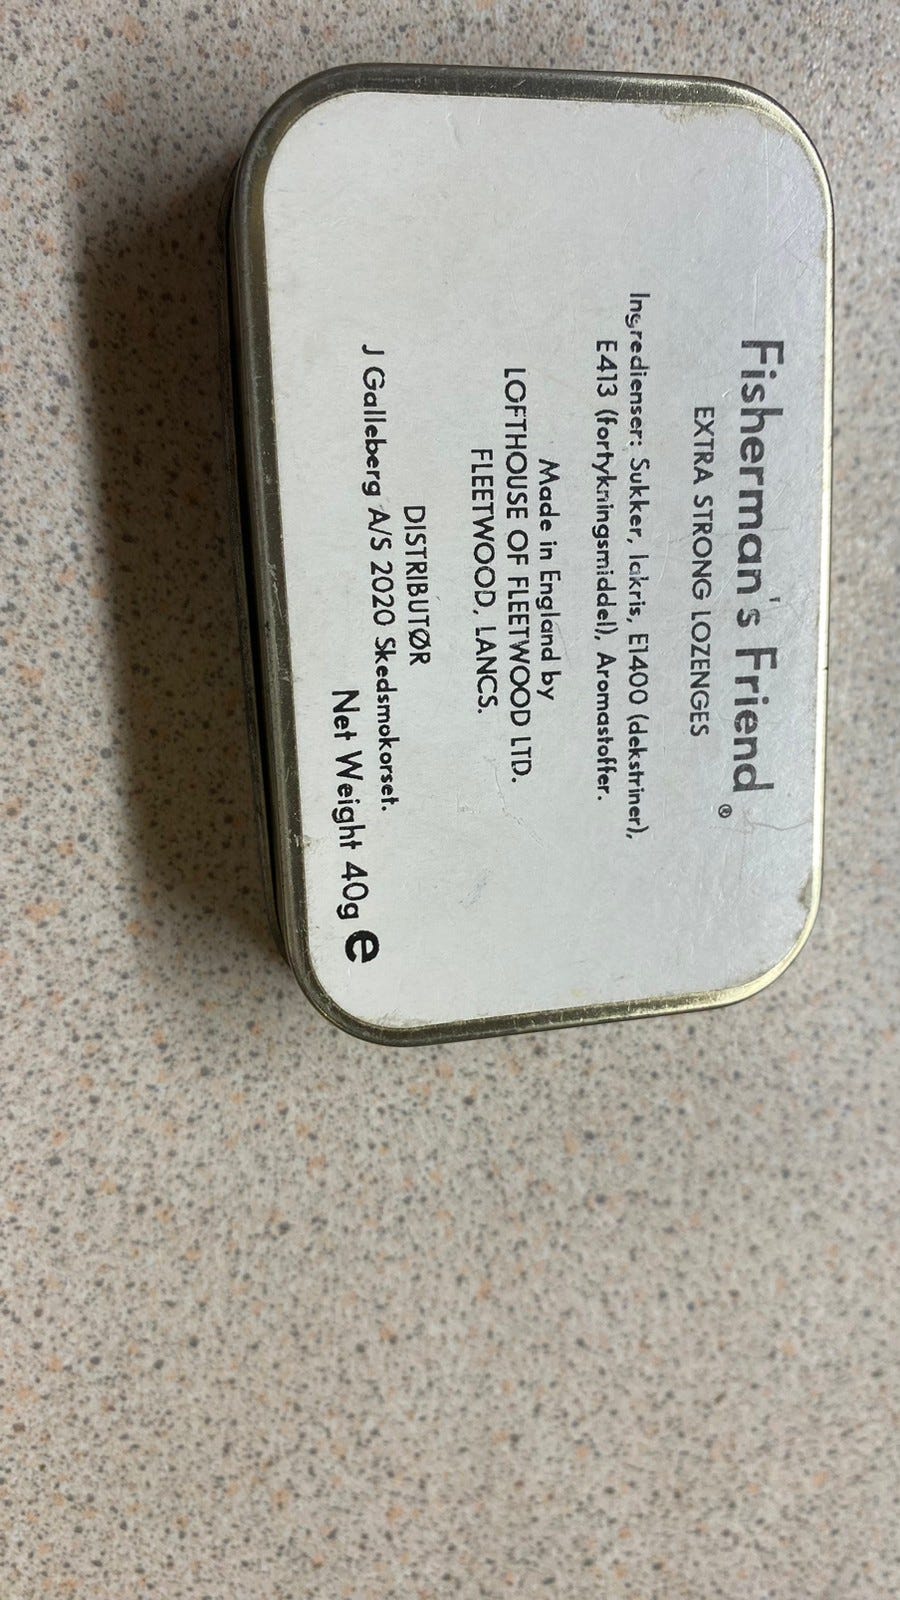 Fisherman's Friend ®
EXTRA STRONG LOZENGES
Ingredienser: Sukker, lakris, E1400 (dekstriner),
E413 (fortykningsmiddel), Aromastoffer.
Made in England by
LOFTHOUSE OF FLEETWOOD LTD.
FLEETWOOD, LANCS.
DISTRIBUTØR
J Galleberg A/S 2020 Skedsmokorset.
Net Weight 40g ℮